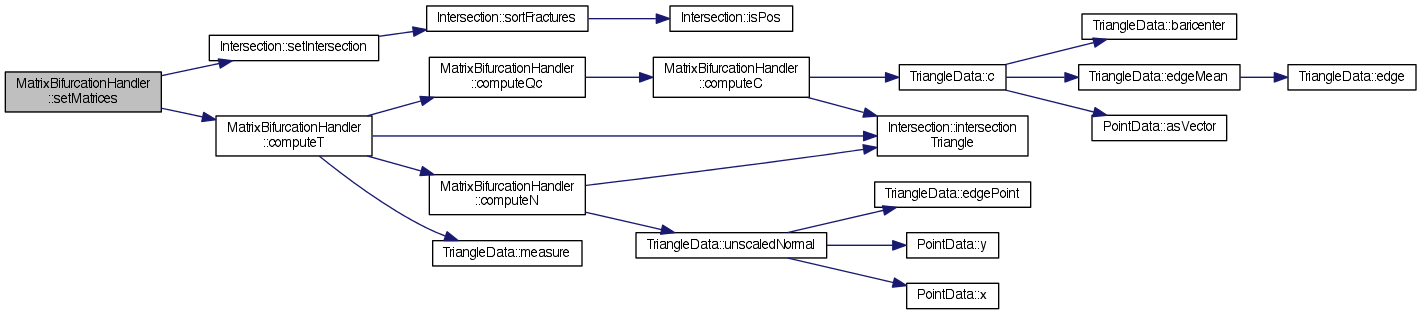 MatrixBifurcationHandler
::setMatrices
Intersection::setIntersection
Intersection::sortFractures
Intersection::isPos
MatrixBifurcationHandler
::computeT
MatrixBifurcationHandler
::computeQc
MatrixBifurcationHandler
::computeC
TriangleData::c
TriangleData::baricenter
TriangleData::edgeMean
TriangleData::edge
PointData::asVector
Intersection::intersection
Triangle
MatrixBifurcationHandler
::computeN
TriangleData::unscaledNormal
TriangleData::edgePoint
PointData::y
PointData::x
TriangleData::measure